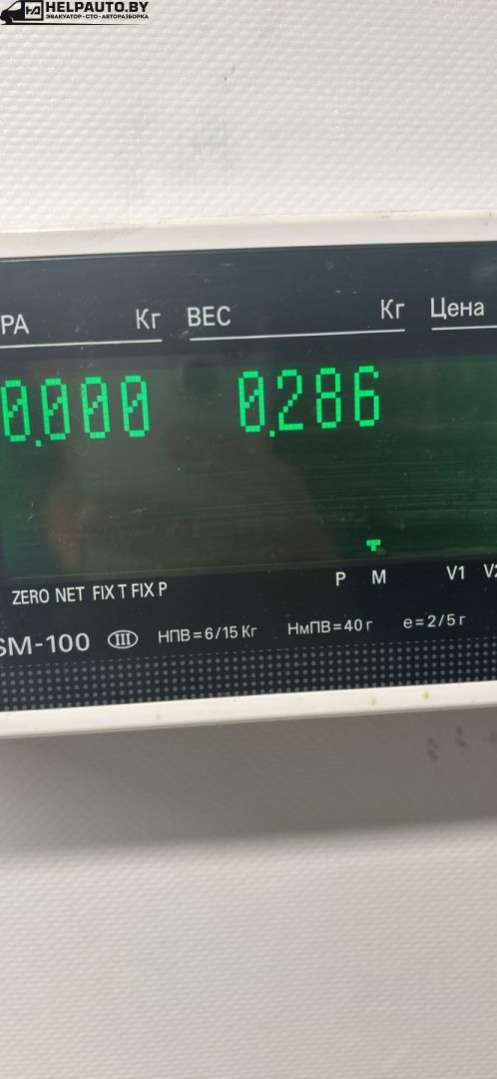 HELPAUTO.BY
ЭВАКУАТОР-СТО-АВТОРАЗБОРКА
РА Кг ВЕС Кг Цена
0.000 0.286
ZERO NET FIX T FIX P P M V1 V2
SM-100 III НПВ=6/15 Кг НмПВ=40 г e=2/5 г